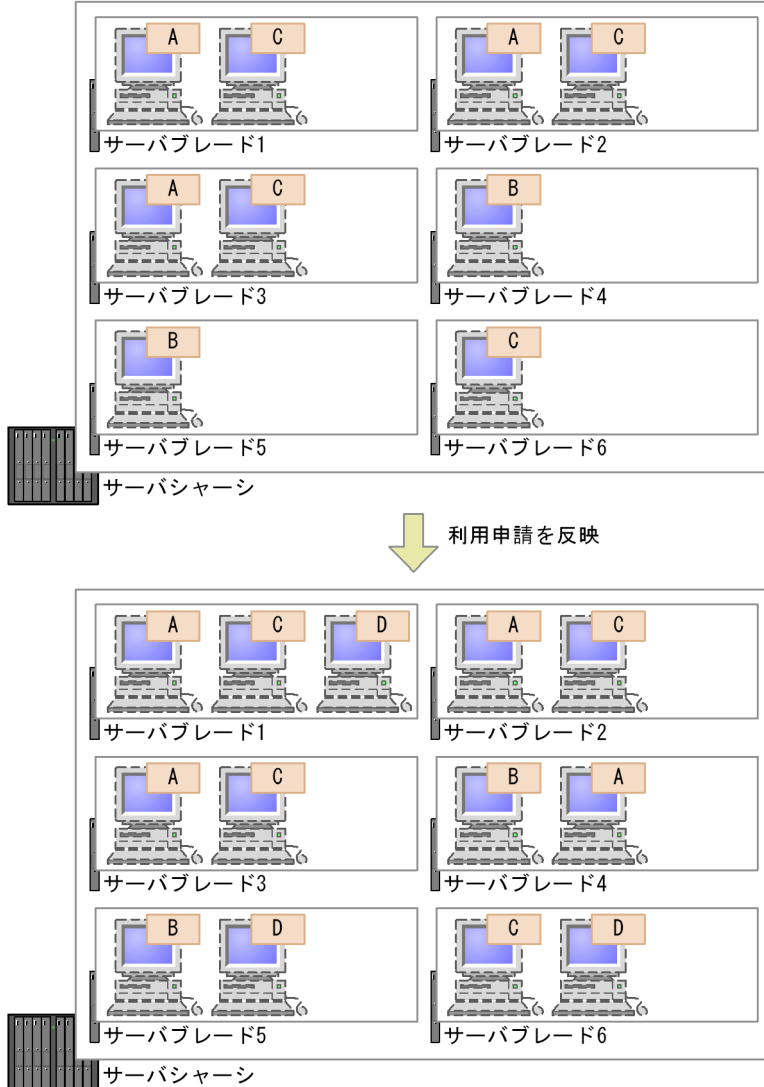 A C
A C
サーバブレード1
サーバブレード2
A C
B
サーバブレード3
サーバブレード4
B
C
サーバブレード5
サーバブレード6
サーバシャーシ
利用申請を反映
A C D
A C
サーバブレード1
サーバブレード2
A C
B A
サーバブレード3
サーバブレード4
B D
C D
サーバブレード5
サーバブレード6
サーバシャーシ